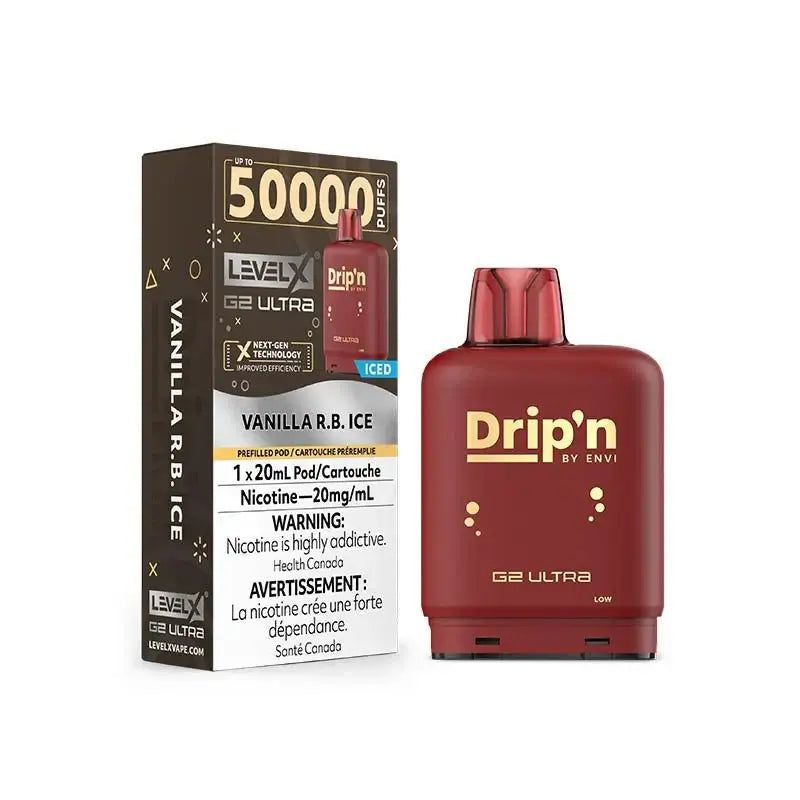 UP TO
50000
PUFFS
LEVELX®
G2 ULTRA
Drip'n
BY ENVI
G2 ULTRA
LOW
X NEXT-GEN
TECHNOLOGY
IMPROVED EFFICIENCY
ICED
VANILLA R.B. ICE
PREFILLED POD / CARTOUCHE PRÉREMPLIE
1 x 20mL Pod/Cartouche
Nicotine—20mg/mL
WARNING:
Nicotine is highly addictive.
Health Canada
AVERTISSEMENT :
La nicotine crée une forte
dépendance.
Santé Canada
VANILLA R.B. ICE
LEVELX
G2 ULTRA
LEVELXVAPE.COM
Drip'n
BY ENVI
G2 ULTRA
LOW